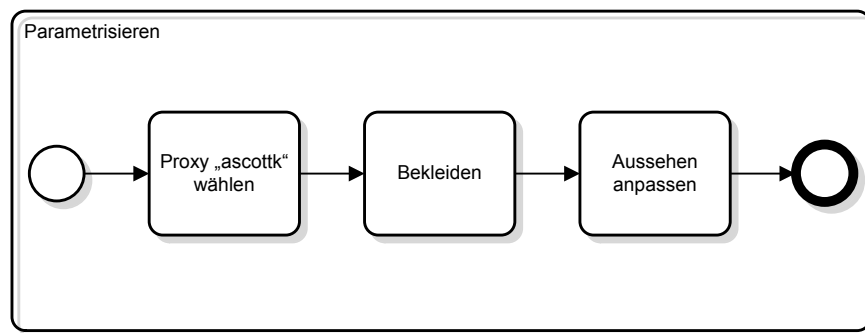 Parametrisieren
Proxy „ascottk“
wählen
Bekleiden
Aussehen
anpassen